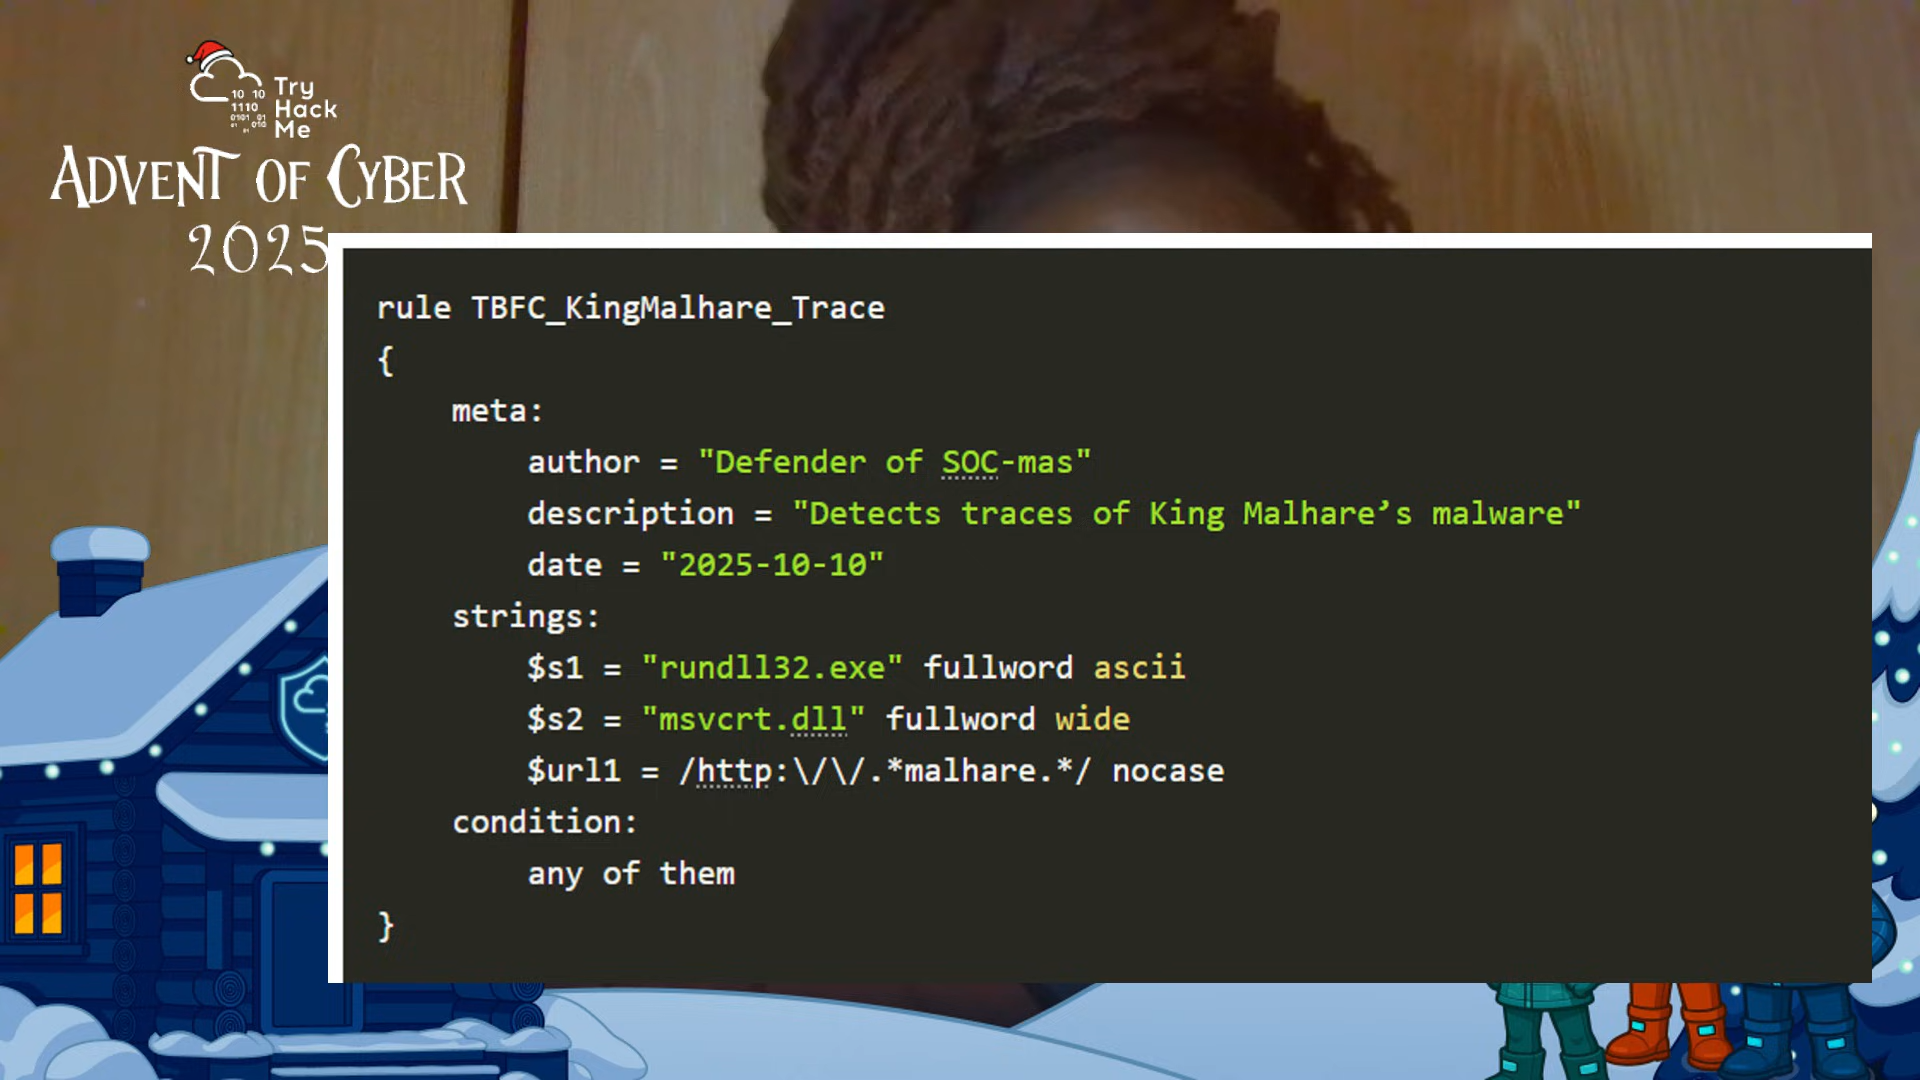 Try
Hack
Me
ADVENT OF CYBER
2025
rule TBFC_KingMalhare_Trace
{
    meta:
        author = "Defender of SOC-mas"
        description = "Detects traces of King Malhare’s malware"
        date = "2025-10-10"
    strings:
        $s1 = "rundll32.exe" fullword ascii
        $s2 = "msvcrt.dll" fullword wide
        $url1 = /http:\/\/.*malhare.*/ nocase
    condition:
        any of them
}